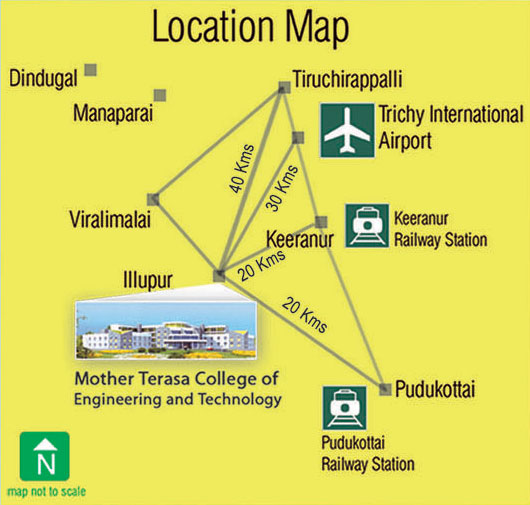 Location Map
Dindugal
Tiruchirappalli
Manaparai
Trichy International
Airport
40 Kms
30 Kms
Viralimalai
Keeranur
Keeranur
Railway Station
20 Kms
Illupur
20 Kms
Mother Terasa College of
Engineering and Technology
Pudukottai
Pudukottai
Railway Station
N
map not to scale